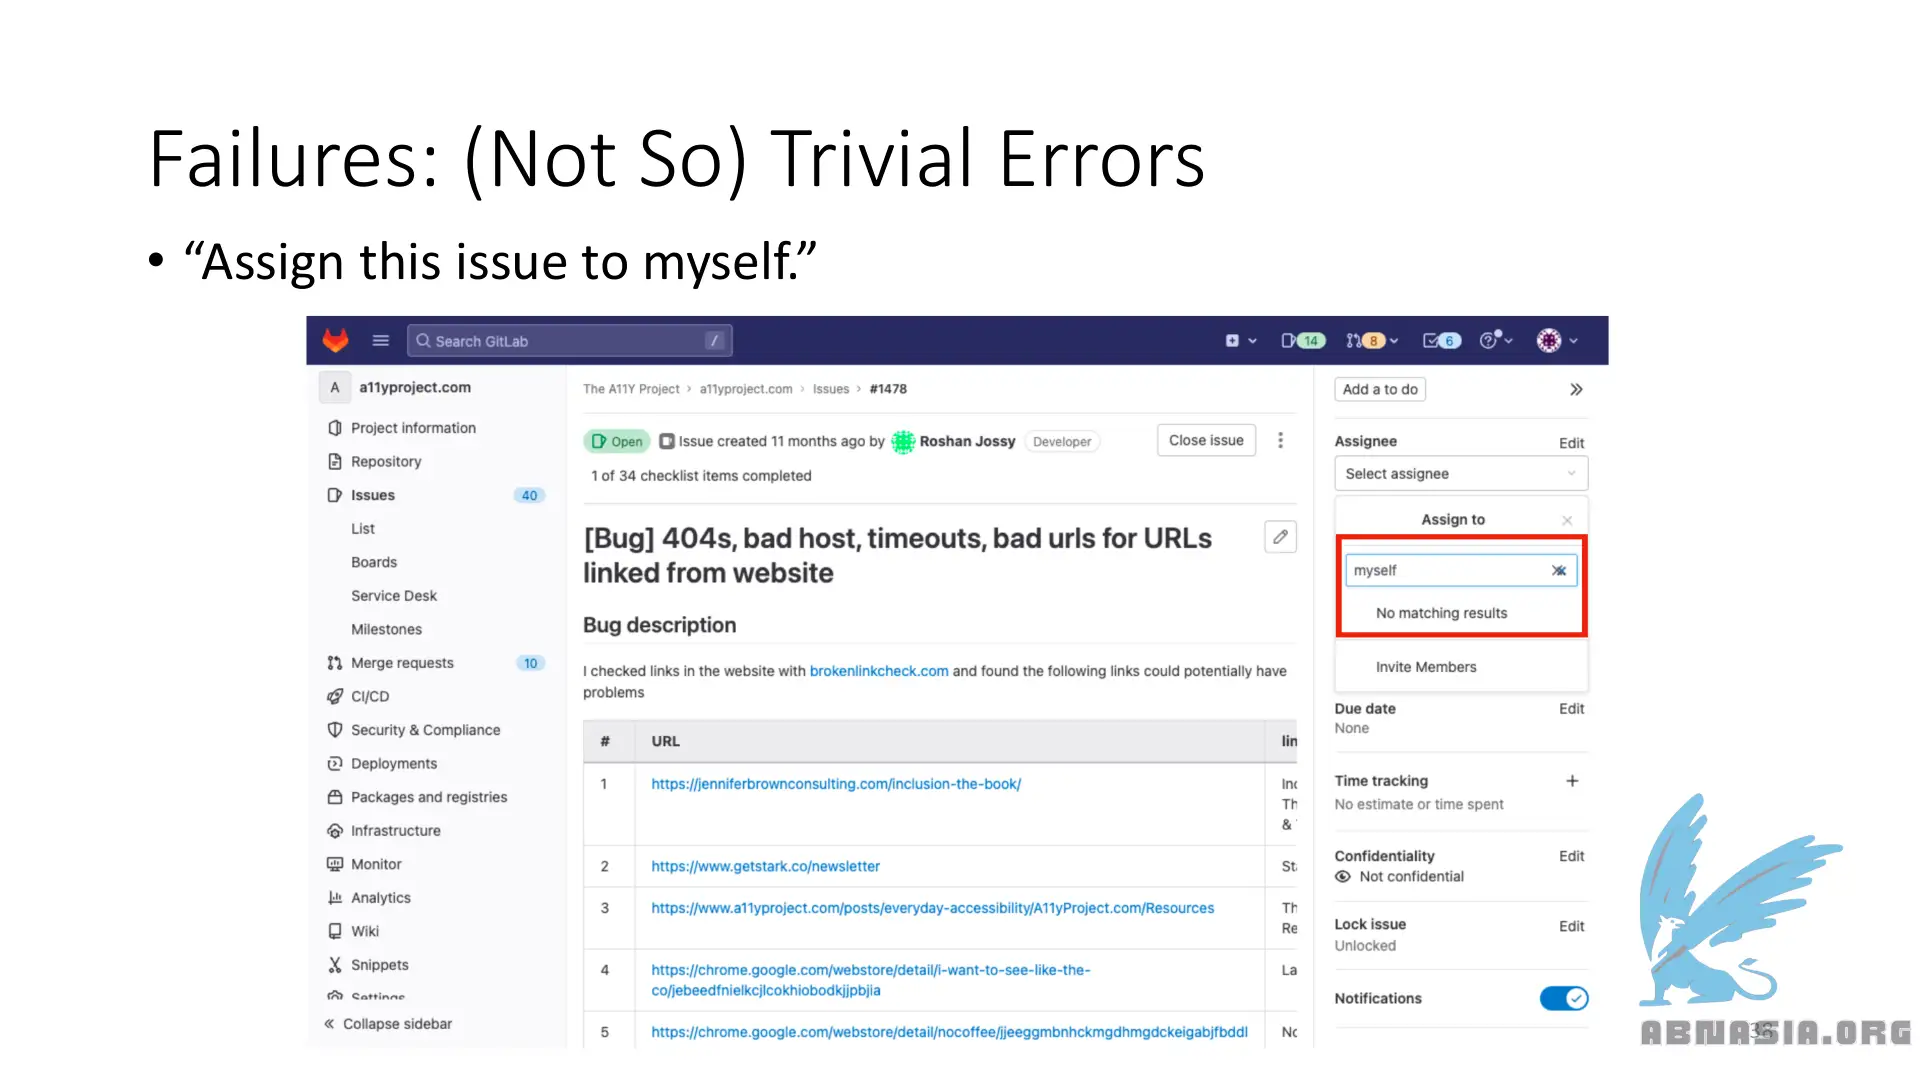 Failures: (Not So) Trivial Errors
• “Assign this issue to myself.”
Search GitLab /
14 8 6
A a11yproject.com
Project information
Repository
Issues 40
List
Boards
Service Desk
Milestones
Merge requests 10
CI/CD
Security & Compliance
Deployments
Packages and registries
Infrastructure
Monitor
Analytics
Wiki
Snippets
Settings
« Collapse sidebar
The A11Y Project › a11yproject.com › Issues › #1478
Open Issue created 11 months ago by Roshan Jossy Developer Close issue
1 of 34 checklist items completed
[Bug] 404s, bad host, timeouts, bad urls for URLs
linked from website
Bug description
I checked links in the website with brokenlinkcheck.com and found the following links could potentially have
problems
# URL lin
1 https://jenniferbrownconsulting.com/inclusion-the-book/ Inc
Th
&
2 https://www.getstark.co/newsletter Sta
3 https://www.a11yproject.com/posts/everyday-accessibility/A11yProject.com/Resources Th
Re
4 https://chrome.google.com/webstore/detail/i-want-to-see-like-the- La
co/jebeedfnielkcjlcokhiobodkjjpbjia
5 https://chrome.google.com/webstore/detail/nocoffee/jjeeggmbnhckmgdhmgdckeigabjfbddl No
Add a to do »
Assignee Edit
Select assignee
Assign to
myself
No matching results
Invite Members
Due date Edit
None
Time tracking +
No estimate or time spent
Confidentiality Edit
Not confidential
Lock issue Edit
Unlocked
Notifications
38
ABNASIA.ORG